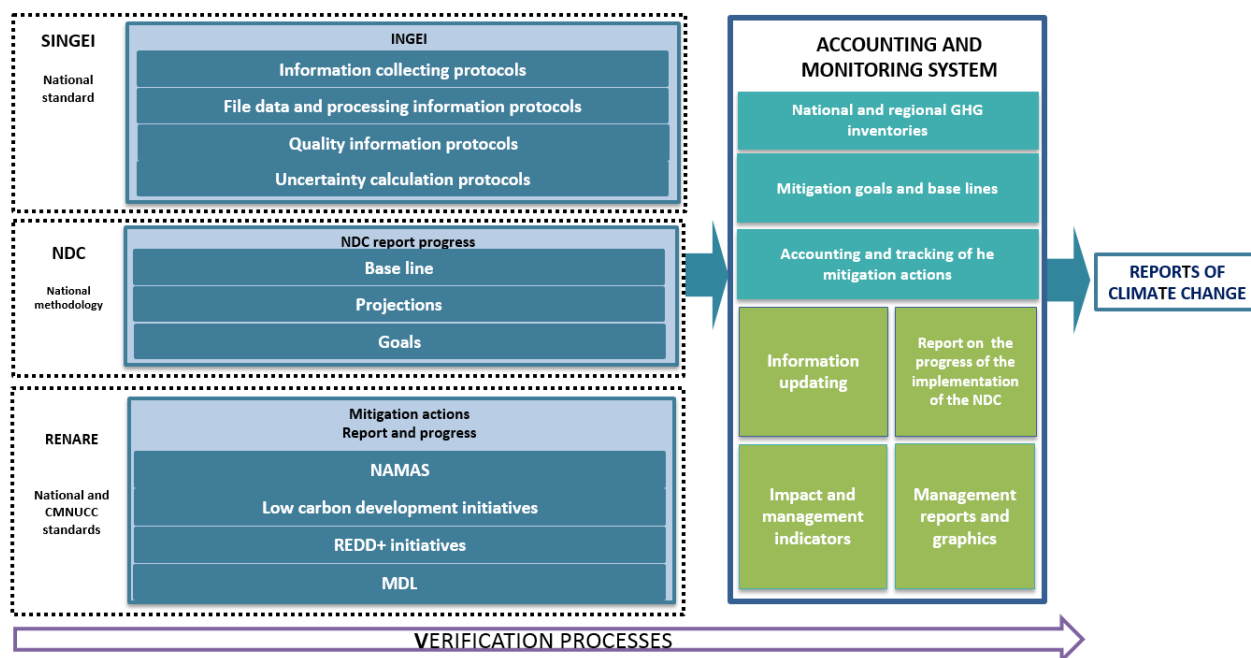 SINGEI
National
standard
INGEI
Information collecting protocols
File data and processing information protocols
Quality information protocols
Uncertainty calculation protocols
NDC
National
methodology
NDC report progress
Base line
Projections
Goals
RENARE
National and
CMNUCC
standards
Mitigation actions
Report and progress
NAMAS
Low carbon development initiatives
REDD+ initiatives
MDL
ACCOUNTING AND
MONITORING SYSTEM
National and regional GHG
inventories
Mitigation goals and base lines
Accounting and tracking of he
mitigation actions
Information
updating
Report on the
progress of the
implementation
of the NDC
Impact and
management
indicators
Management
reports and
graphics
REPORTS OF
CLIMATE CHANGE
VERIFICATION PROCESSES